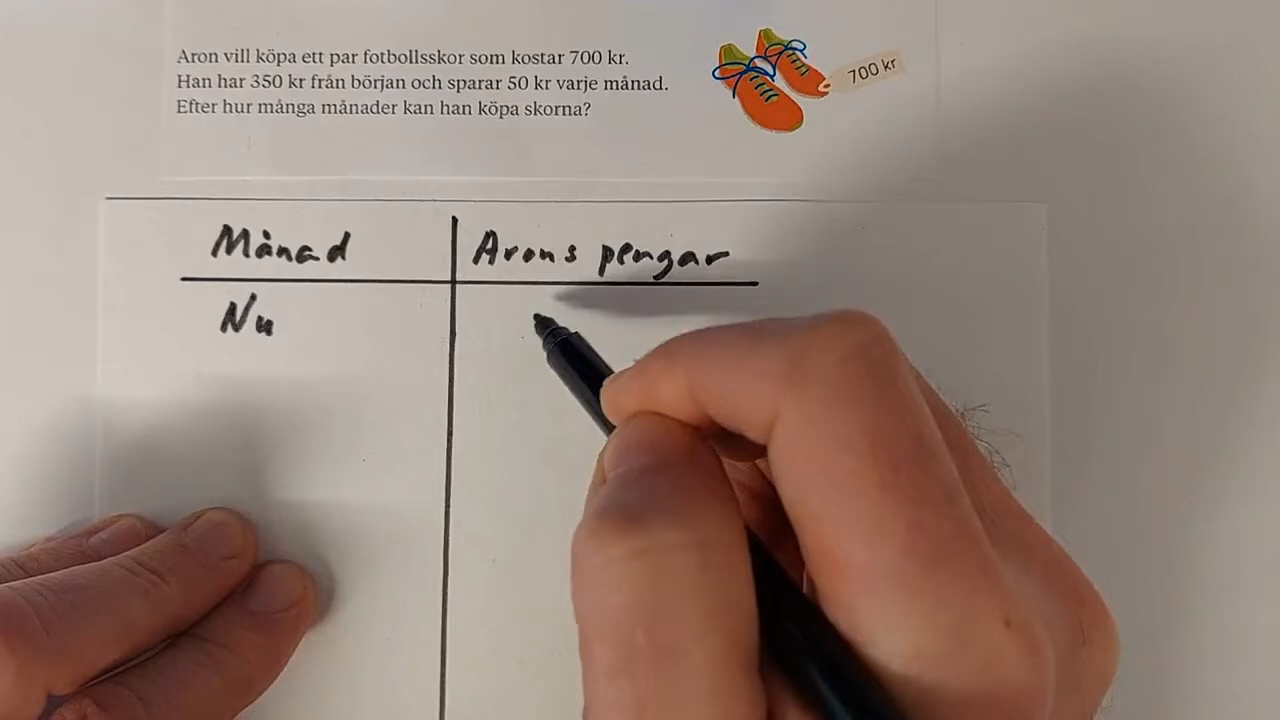 Aron vill köpa ett par fotbollsskor som kostar 700 kr.
Han har 350 kr från början och sparar 50 kr varje månad.
Efter hur många månader kan han köpa skorna?
700 kr
Månad
Arons pengar
Nu